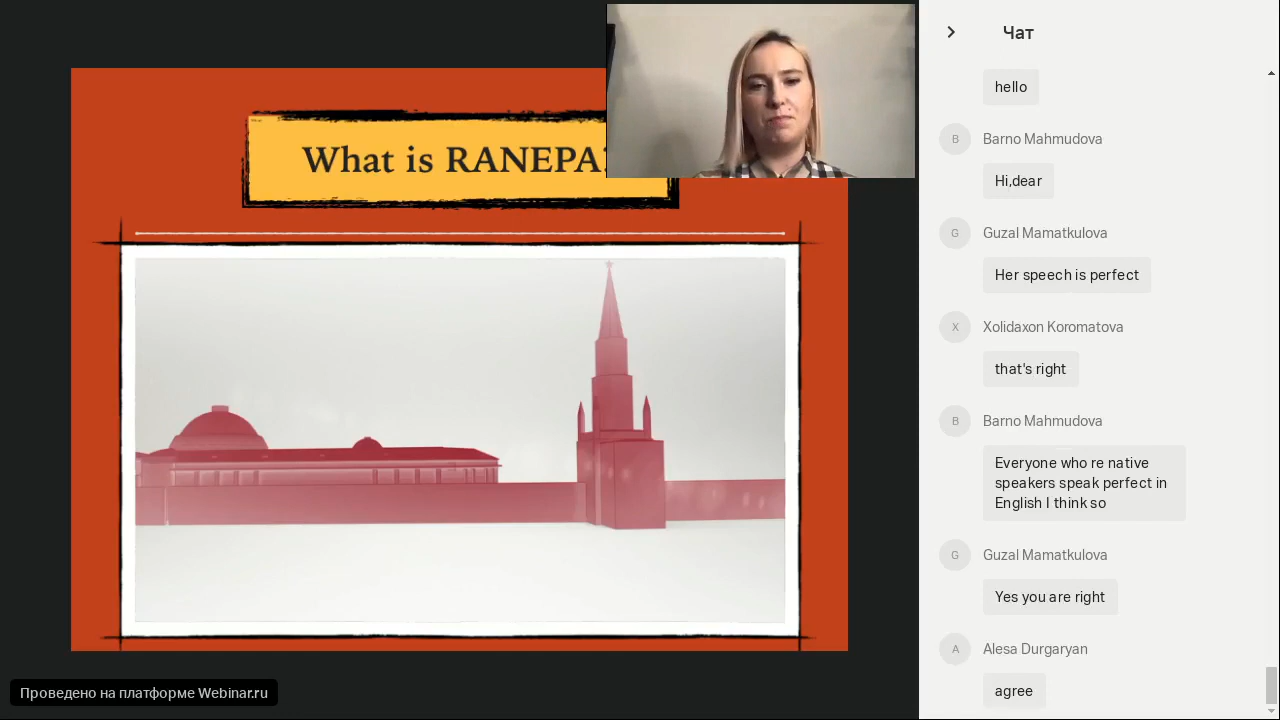 What is RANEPA?
Чат
hello
B
Barno Mahmudova
Hi,dear
G
Guzal Mamatkulova
Her speech is perfect
X
Xolidaxon Koromatova
that's right
B
Barno Mahmudova
Everyone who re native
speakers speak perfect in
English I think so
G
Guzal Mamatkulova
Yes you are right
A
Alesa Durgaryan
agree
Проведено на платформе Webinar.ru